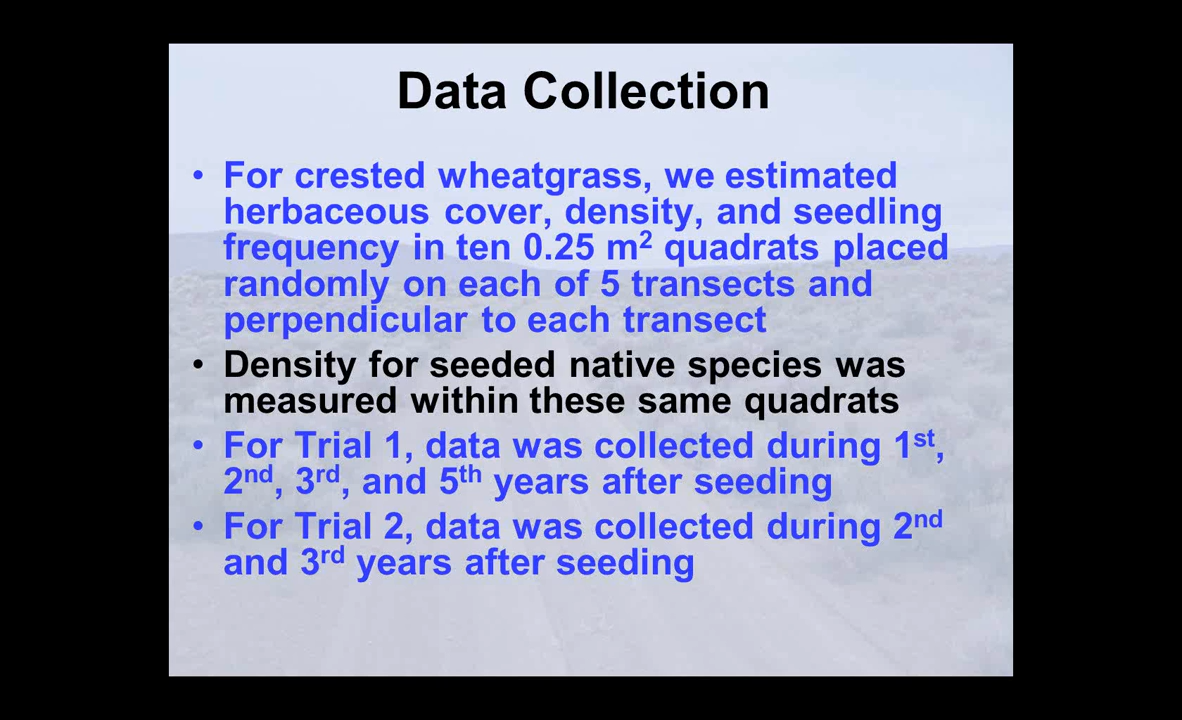 Data Collection
• For crested wheatgrass, we estimated
herbaceous cover, density, and seedling
frequency in ten 0.25 m² quadrats placed
randomly on each of 5 transects and
perpendicular to each transect
• Density for seeded native species was
measured within these same quadrats
• For Trial 1, data was collected during 1st,
2nd, 3rd, and 5th years after seeding
• For Trial 2, data was collected during 2nd
and 3rd years after seeding